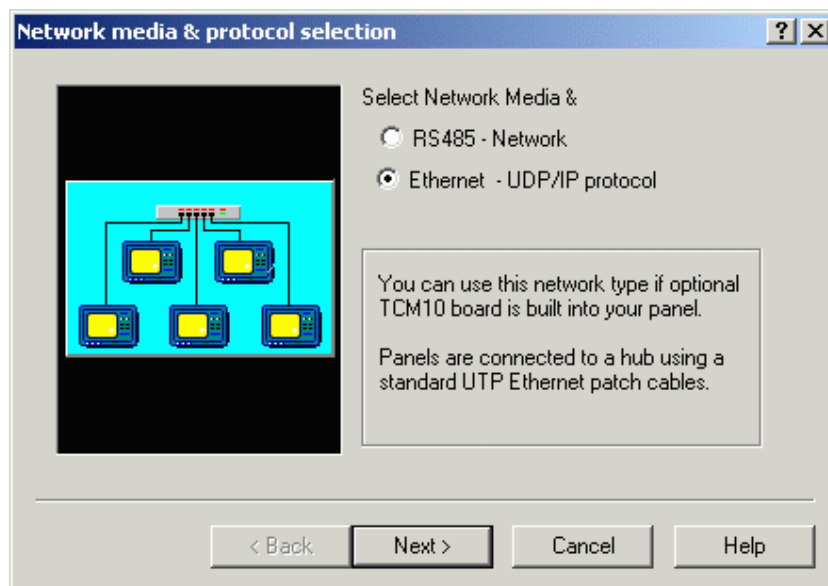 Network media & protocol selection
Select Network Media &
RS485 - Network
Ethernet - UDP/IP protocol
You can use this network type if optional
TCM10 board is built into your panel.
Panels are connected to a hub using a
standard UTP Ethernet patch cables.
< Back
Next >
Cancel
Help